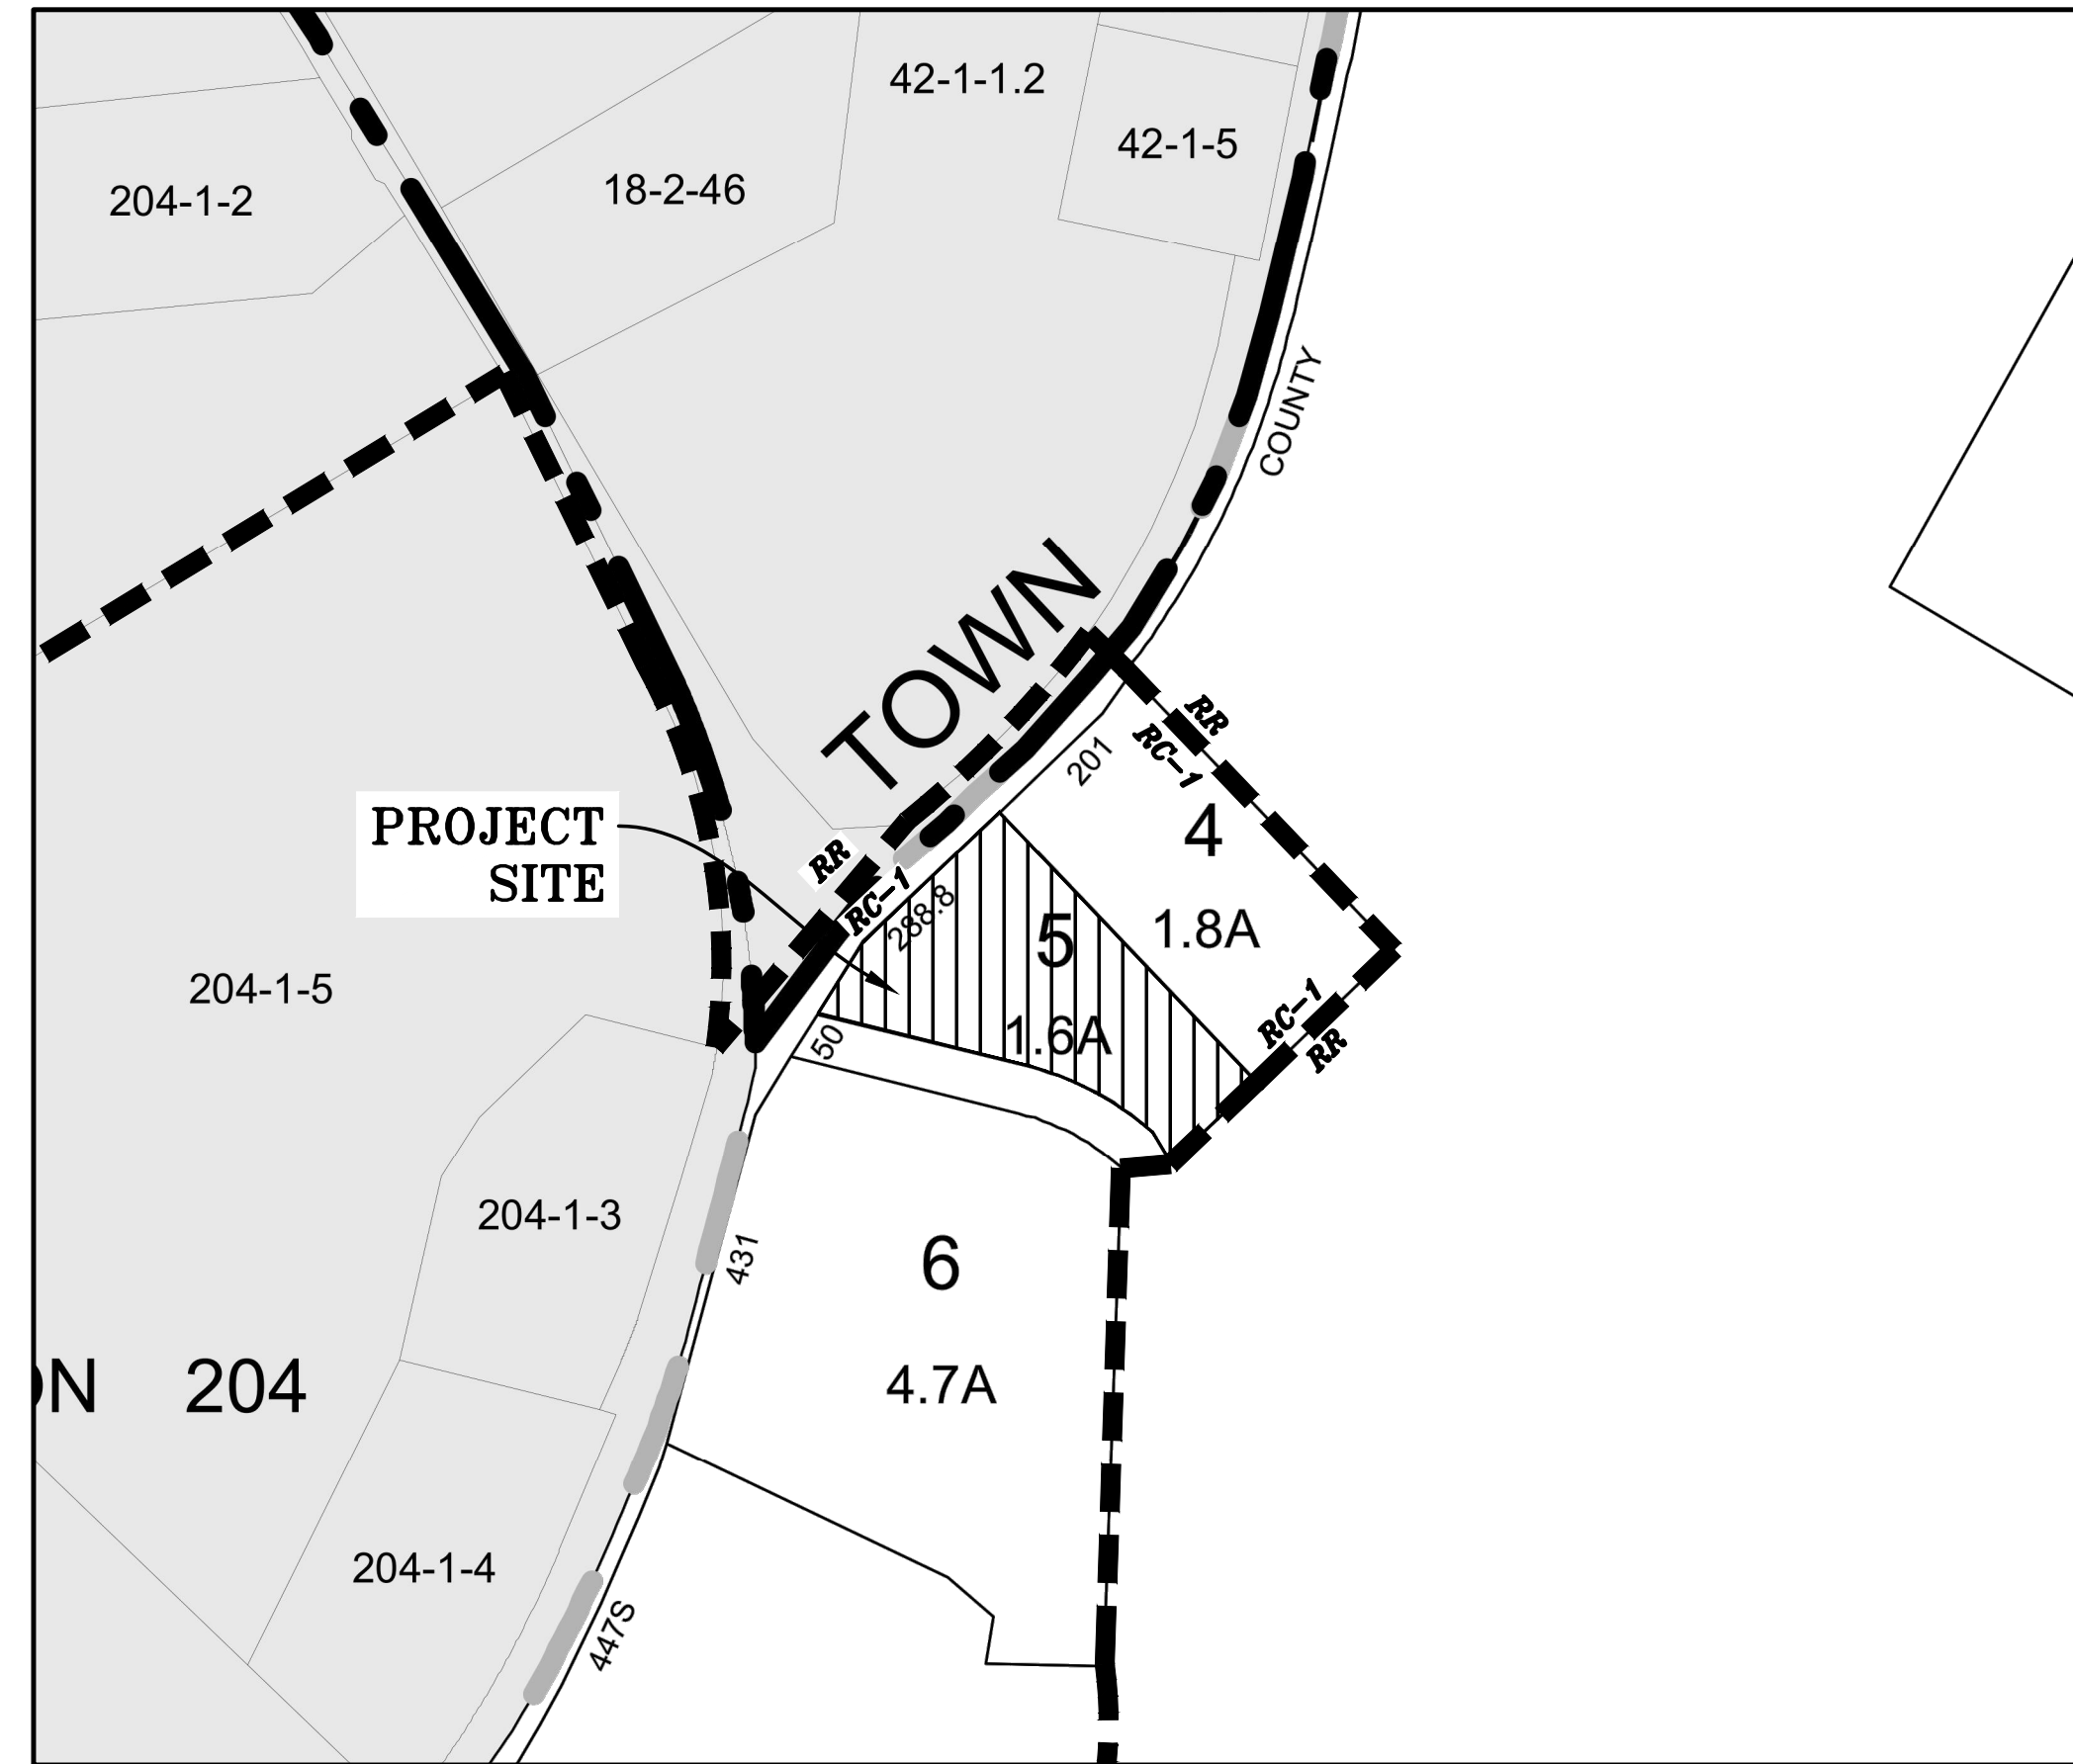 42-1-1.2
42-1-5
204-1-2
18-2-46
COUNTY
TOWN
RR
RC-1
201
4
PROJECT
SITE
RR
RC-1
288.8
5
1.8A
204-1-5
RC-1
RR
1.6A
50
204-1-3
431
6
4.7A
N 204
204-1-4
447S